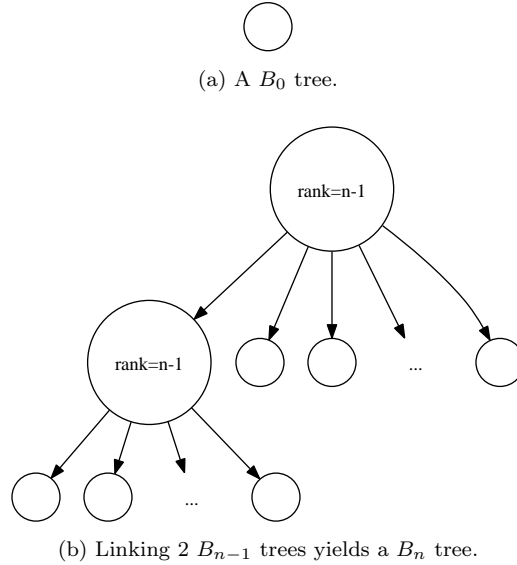 (a) A B₀ tree.
rank=n-1
rank=n-1
...
...
(b) Linking 2 Bₙ₋₁ trees yields a Bₙ tree.